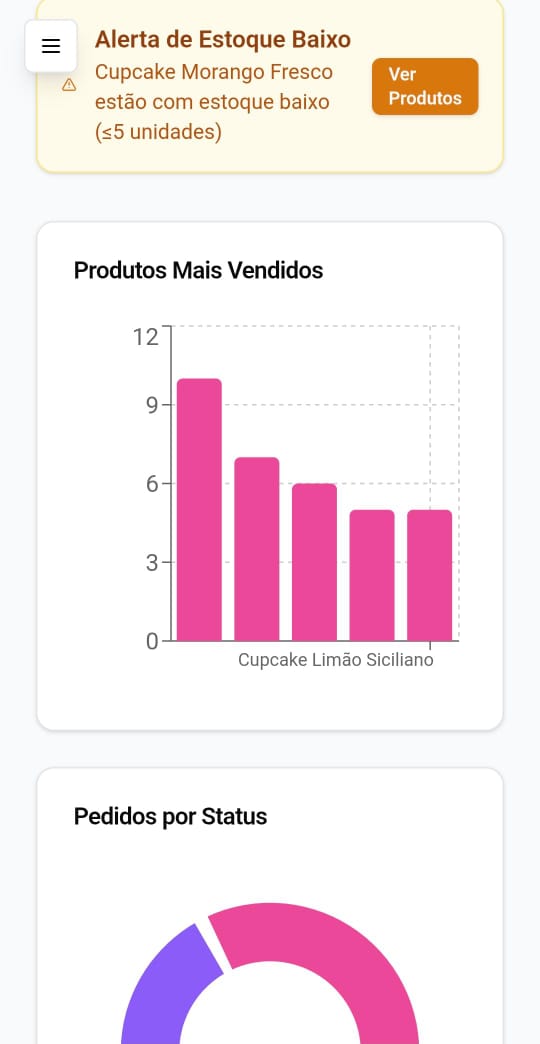 Alerta de Estoque Baixo
Cupcake Morango Fresco
estão com estoque baixo
(≤5 unidades)
Ver
Produtos
Produtos Mais Vendidos
12
9
6
3
0
Cupcake Limão Siciliano
Pedidos por Status